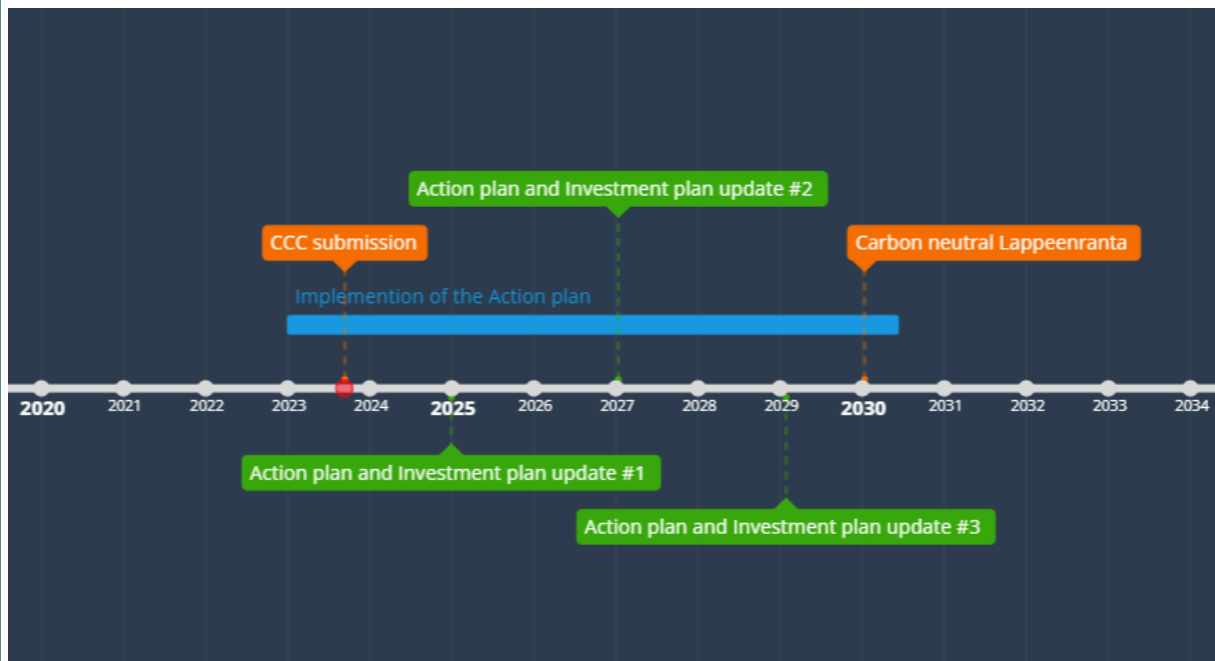 Action plan and Investment plan update #2
CCC submission
Carbon neutral Lappeenranta
Implemention of the Action plan
2020 2021 2022 2023 2024 2025 2026 2027 2028 2029 2030 2031 2032 2033 2034
Action plan and Investment plan update #1
Action plan and Investment plan update #3